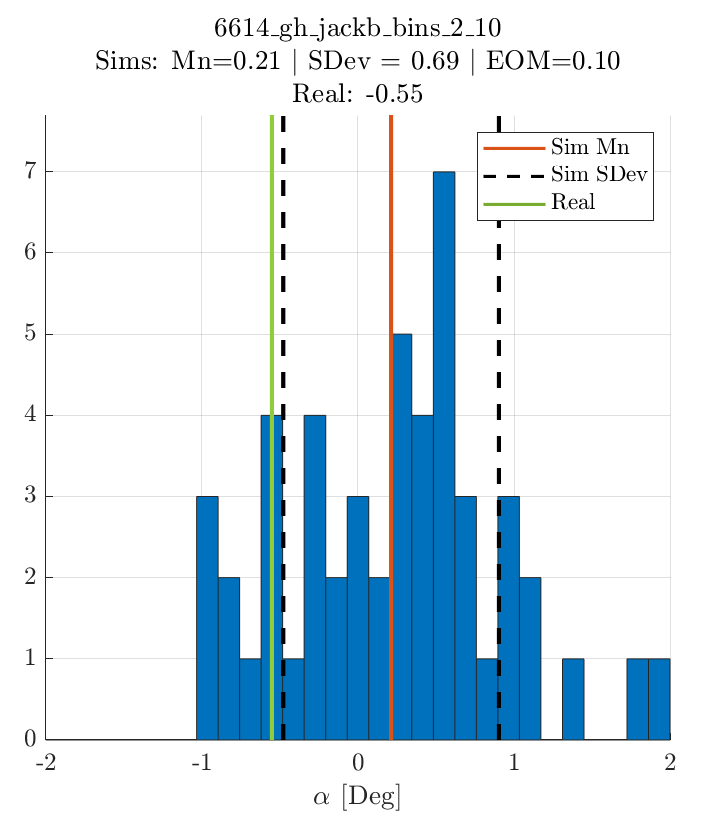 6614_gh_jackb_bins_2_10
Sims: Mn=0.21 | SDev = 0.69 | EOM=0.10
Real: -0.55
Sim Mn
Sim SDev
Real
7
6
5
4
3
2
1
0
-2 -1 0 1 2
α [Deg]